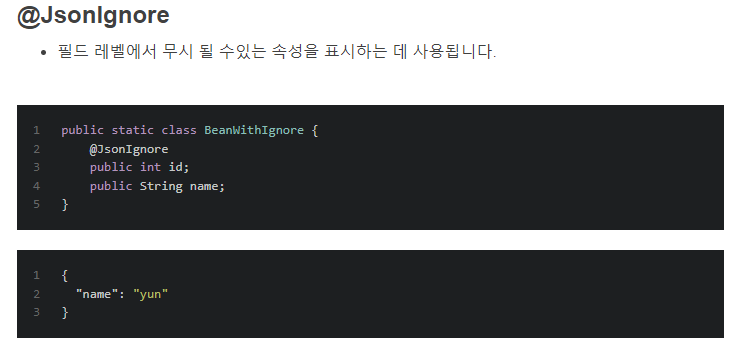 @JsonIgnore
• 필드 레벨에서 무시 될 수있는 속성을 표시하는 데 사용됩니다.
1 public static class BeanWithIgnore {
2     @JsonIgnore
3     public int id;
4     public String name;
5 }
1 {
2   "name": "yun"
3 }